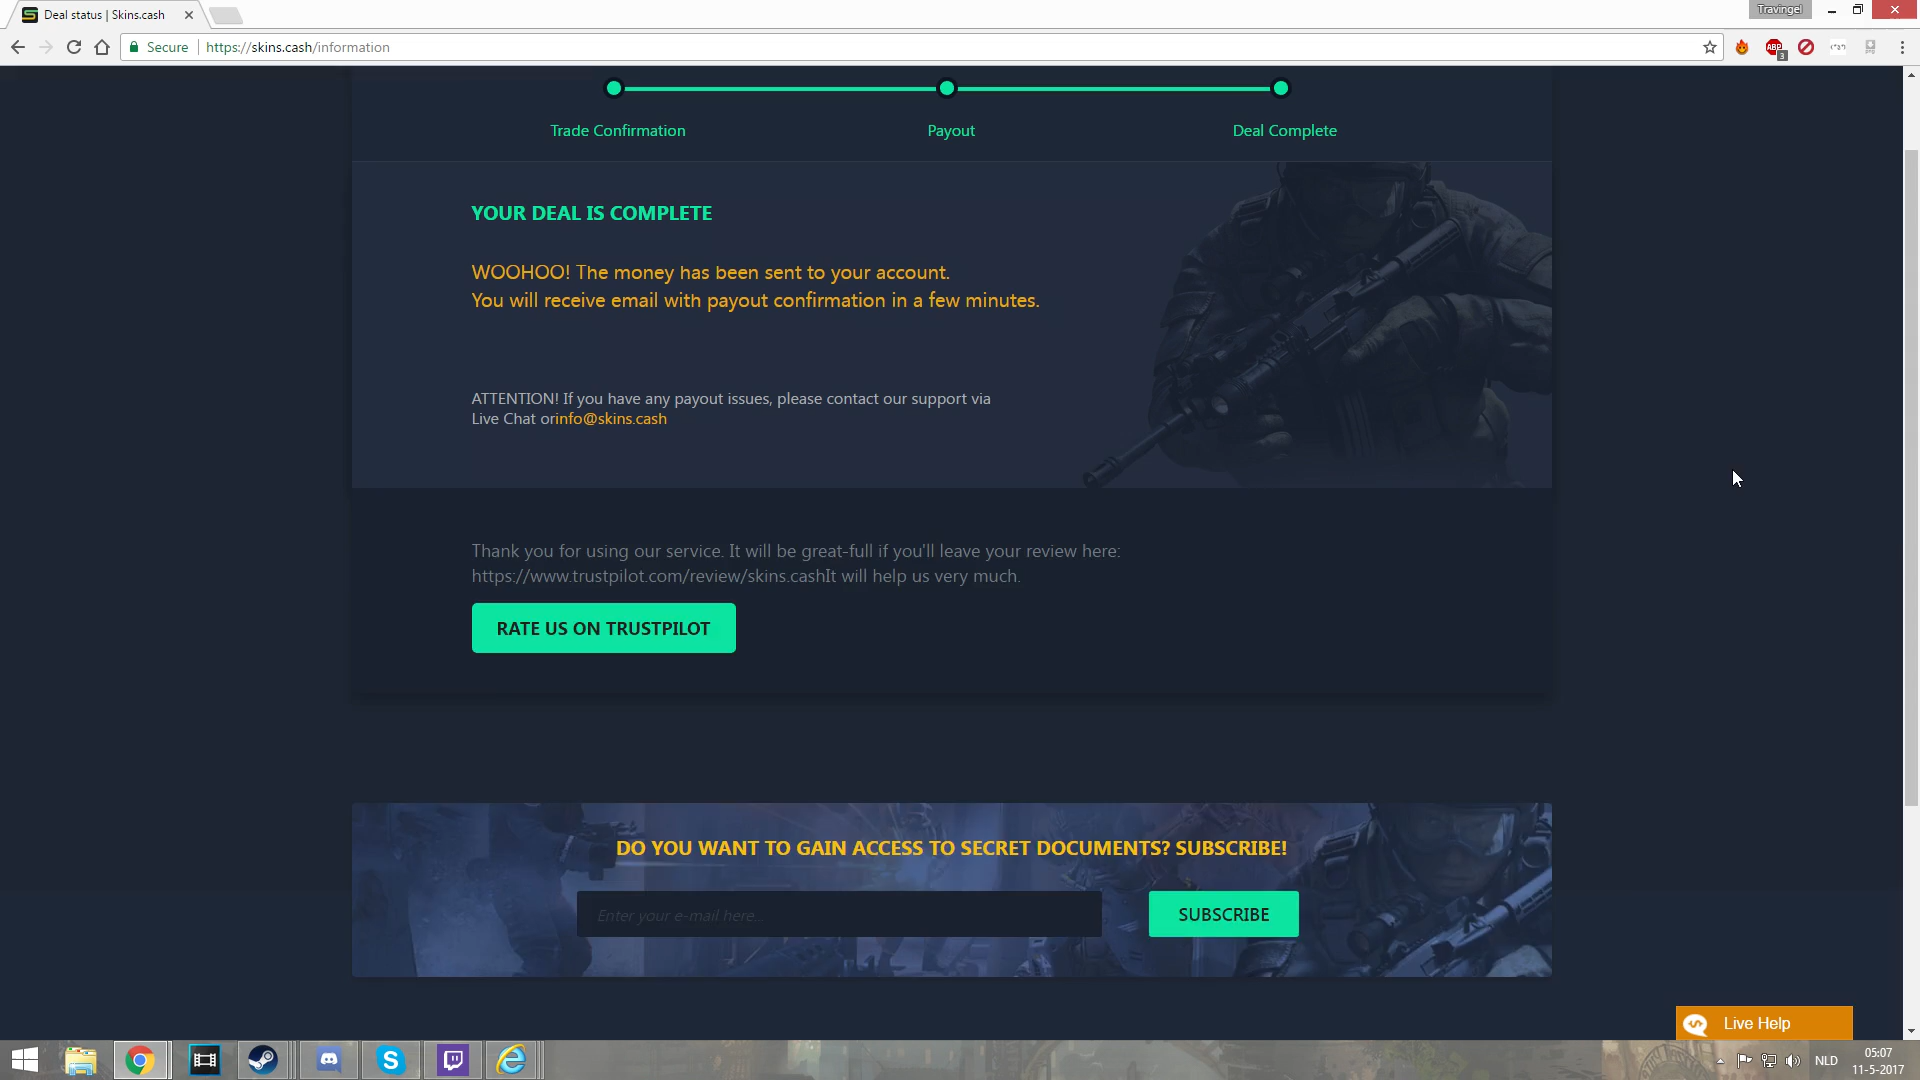 Deal status | Skins.cash
Travingel
Secure
https://skins.cash/information
ABP
3
Trade Confirmation
Payout
Deal Complete
YOUR DEAL IS COMPLETE
WOOHOO! The money has been sent to your account.
You will receive email with payout confirmation in a few minutes.
ATTENTION! If you have any payout issues, please contact our support via
Live Chat orinfo@skins.cash
Thank you for using our service. It will be great-full if you'll leave your review here:
https://www.trustpilot.com/review/skins.cashIt will help us very much.
RATE US ON TRUSTPILOT
DO YOU WANT TO GAIN ACCESS TO SECRET DOCUMENTS? SUBSCRIBE!
Enter your e-mail here...
SUBSCRIBE
Live Help
NLD
05:07
11-5-2017